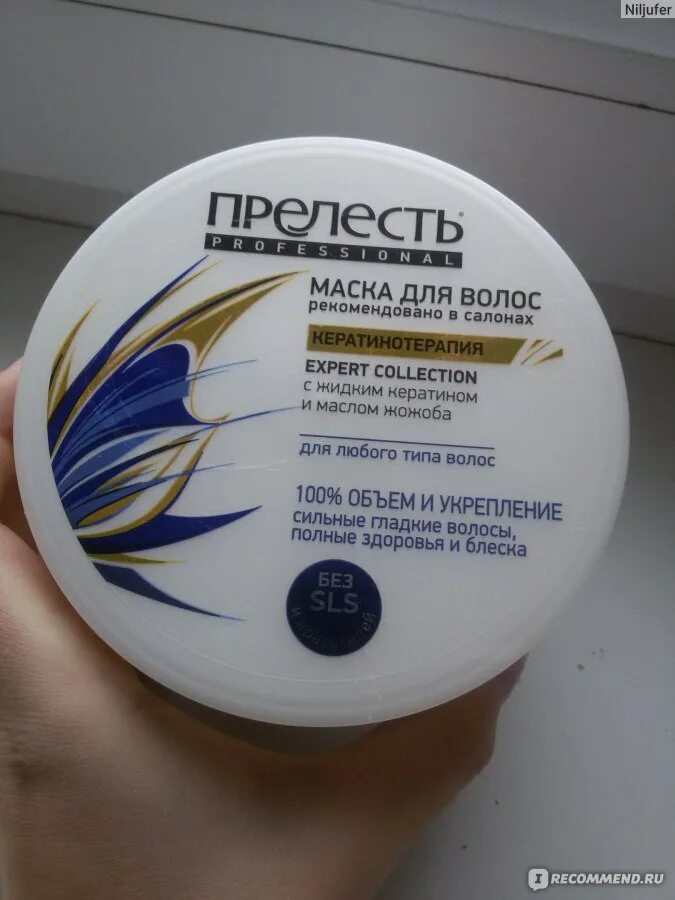 Niljufer
ПРЕЛЕСТЬ®
PROFESSIONAL
МАСКА ДЛЯ ВОЛОС
РЕКОМЕНДОВАНО В САЛОНАХ
КЕРАТИНОТЕРАПИЯ
EXPERT COLLECTION
С ЖИДКИМ КЕРАТИНОМ
И МАСЛОМ ЖОЖОБА
ДЛЯ ЛЮБОГО ТИПА ВОЛОС
100% ОБЪЕМ И УКРЕПЛЕНИЕ
СИЛЬНЫЕ ГЛАДКИЕ ВОЛОСЫ,
ПОЛНЫЕ ЗДОРОВЬЯ И БЛЕСКА
БЕЗ
SLS
И
IRECOMMEND.RU